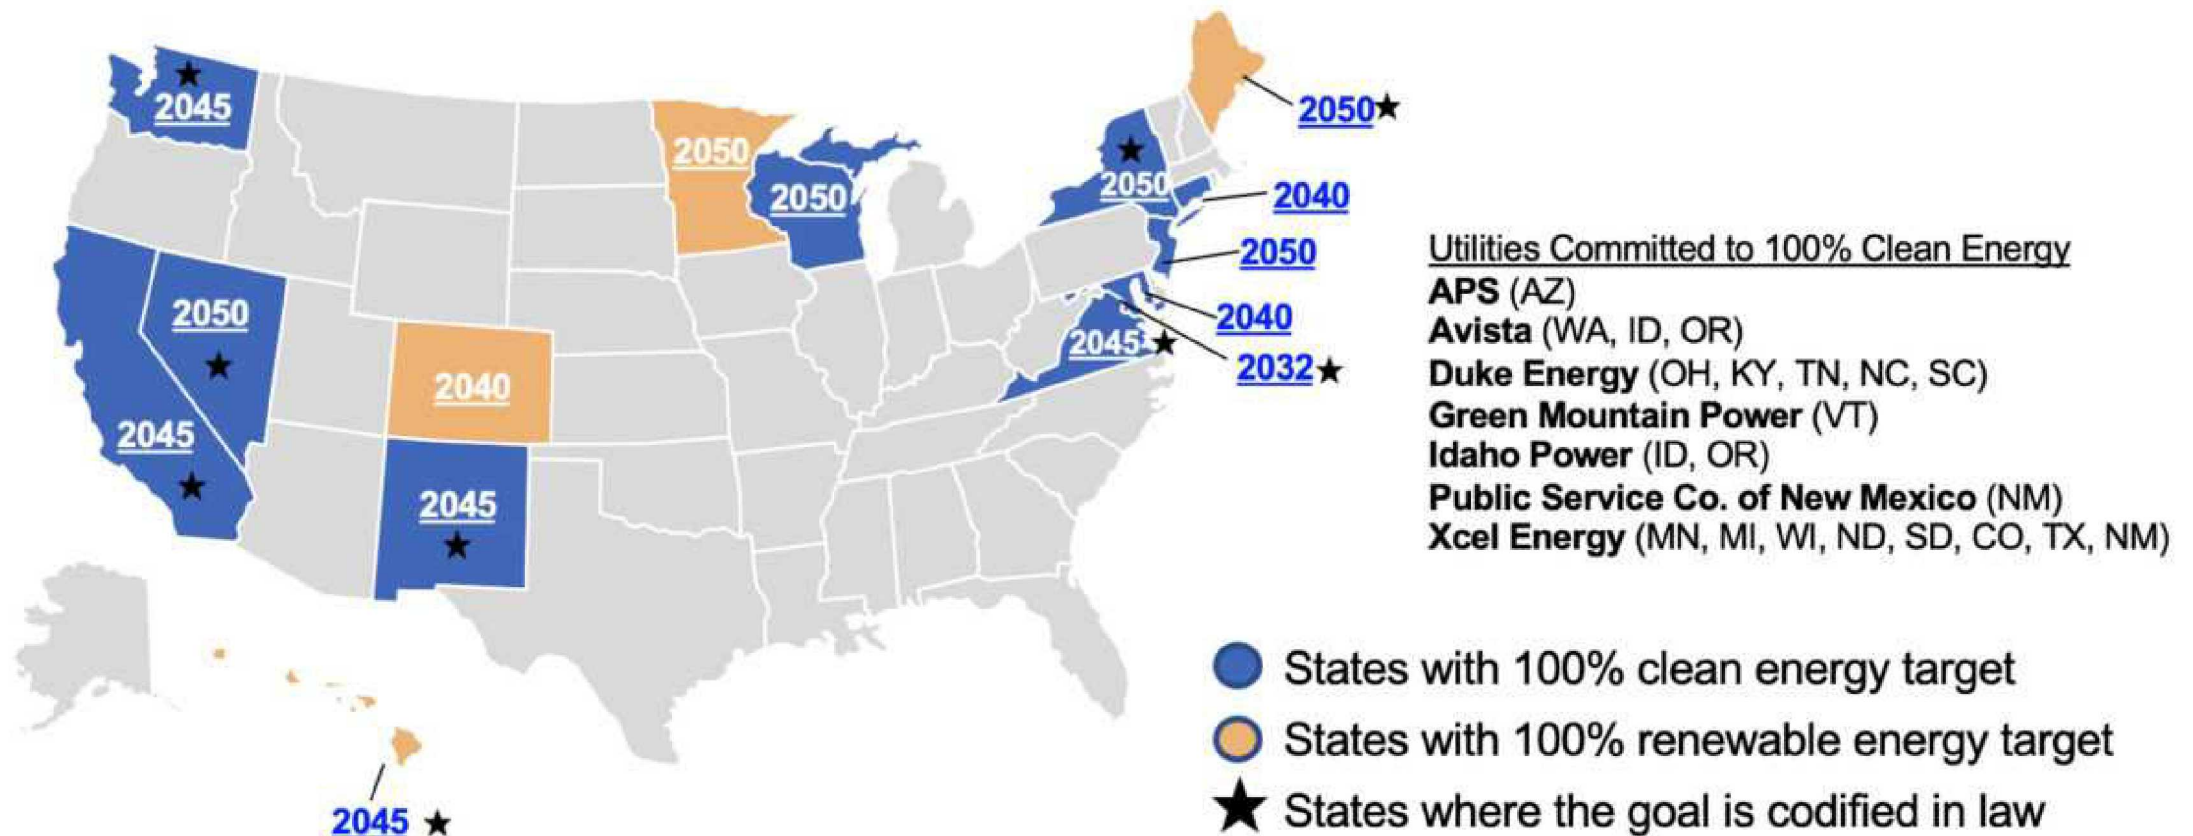 2045
2050
2050
2050
2050
2050★
2040
2050
2040
2045★
2032★
2040
2045
2045
2045★
Utilities Committed to 100% Clean Energy
APS (AZ)
Avista (WA, ID, OR)
Duke Energy (OH, KY, TN, NC, SC)
Green Mountain Power (VT)
Idaho Power (ID, OR)
Public Service Co. of New Mexico (NM)
Xcel Energy (MN, MI, WI, ND, SD, CO, TX, NM)
States with 100% clean energy target
States with 100% renewable energy target
States where the goal is codified in law